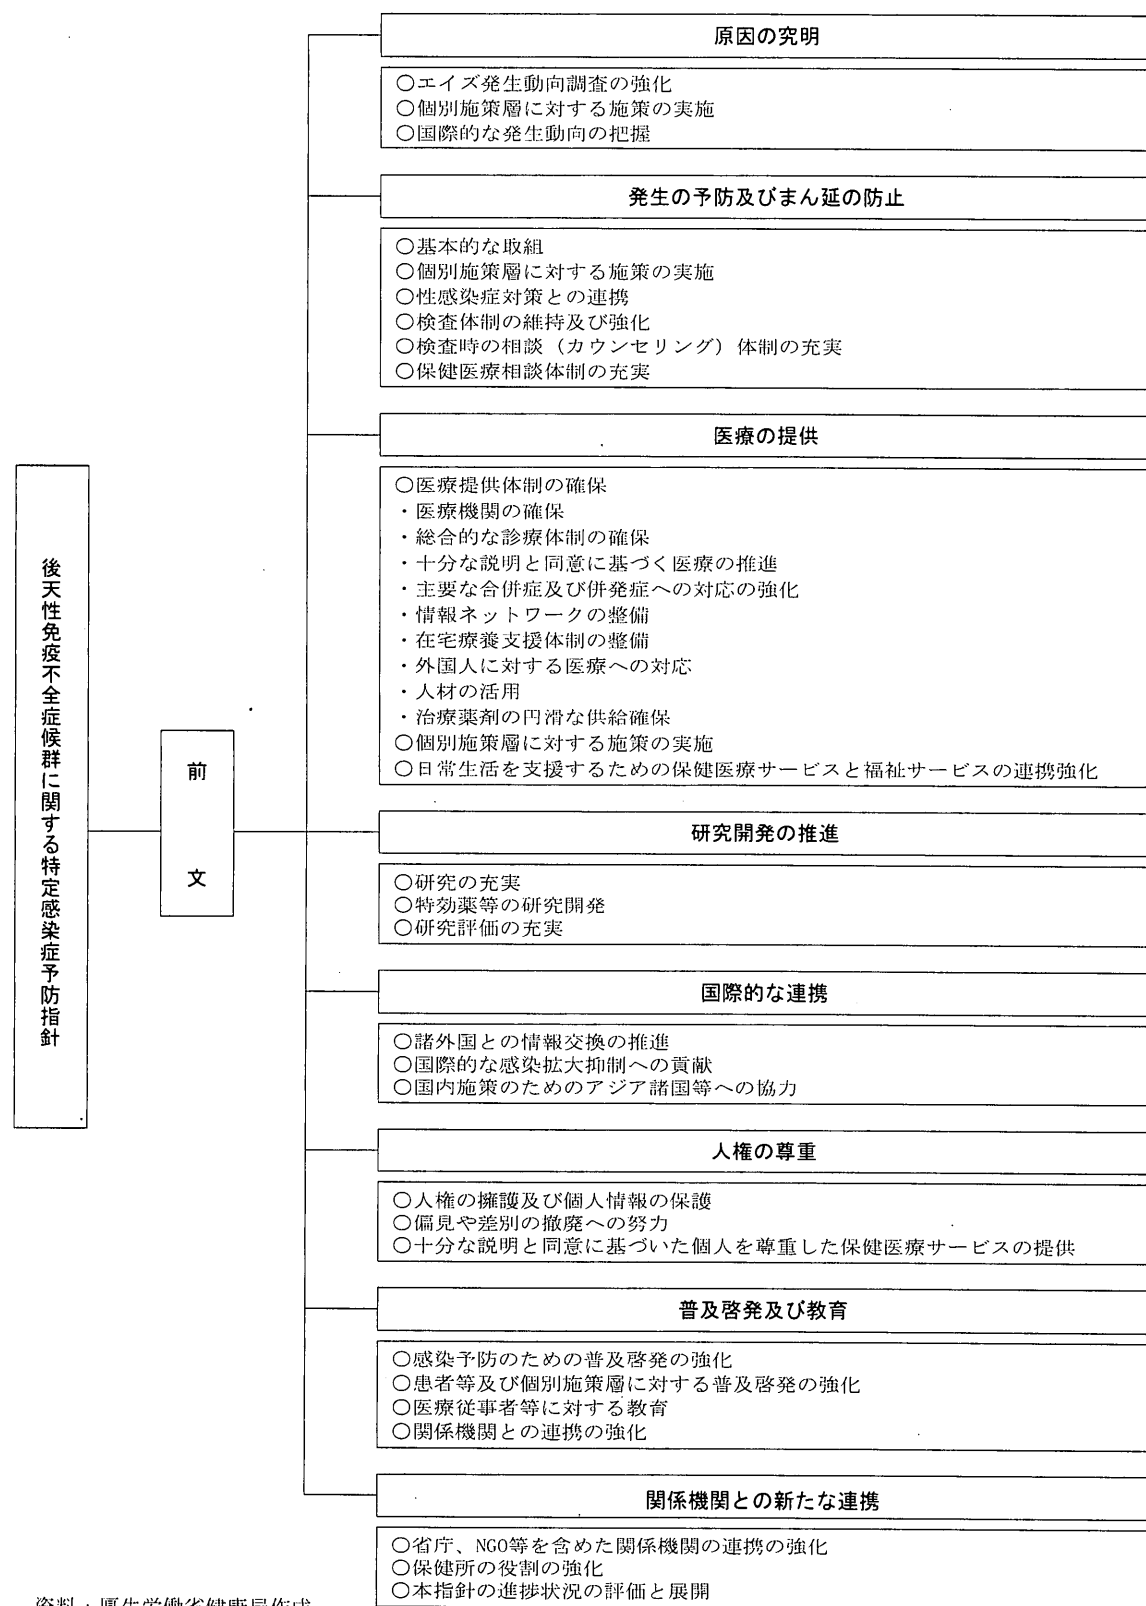 後天性免疫不全症候群に関する特定感染症予防指針
前文
原因の究明
○エイズ発生動向調査の強化
○個別施策層に対する施策の実施
○国際的な発生動向の把握
発生の予防及びまん延の防止
○基本的な取組
○個別施策層に対する施策の実施
○性感染症対策との連携
○検査体制の維持及び強化
○検査時の相談（カウンセリング）体制の充実
○保健医療相談体制の充実
医療の提供
○医療提供体制の確保
・医療機関の確保
・総合的な診療体制の確保
・十分な説明と同意に基づく医療の推進
・主要な合併症及び併発症への対応の強化
・情報ネットワークの整備
・在宅療養支援体制の整備
・外国人に対する医療への対応
・人材の活用
・治療薬剤の円滑な供給確保
○個別施策層に対する施策の実施
○日常生活を支援するための保健医療サービスと福祉サービスの連携強化
研究開発の推進
○研究の充実
○特効薬等の研究開発
○研究評価の充実
国際的な連携
○諸外国との情報交換の推進
○国際的な感染拡大抑制への貢献
○国内施策のためのアジア諸国等への協力
人権の尊重
○人権の擁護及び個人情報の保護
○偏見や差別の撤廃への努力
○十分な説明と同意に基づいた個人を尊重した保健医療サービスの提供
普及啓発及び教育
○感染予防のための普及啓発の強化
○患者等及び個別施策層に対する普及啓発の強化
○医療従事者等に対する教育
○関係機関との連携の強化
関係機関との新たな連携
○省庁、NGO等を含めた関係機関の連携の強化
○保健所の役割の強化
○本指針の進捗状況の評価と展開
資料：厚生労働省健康局作成